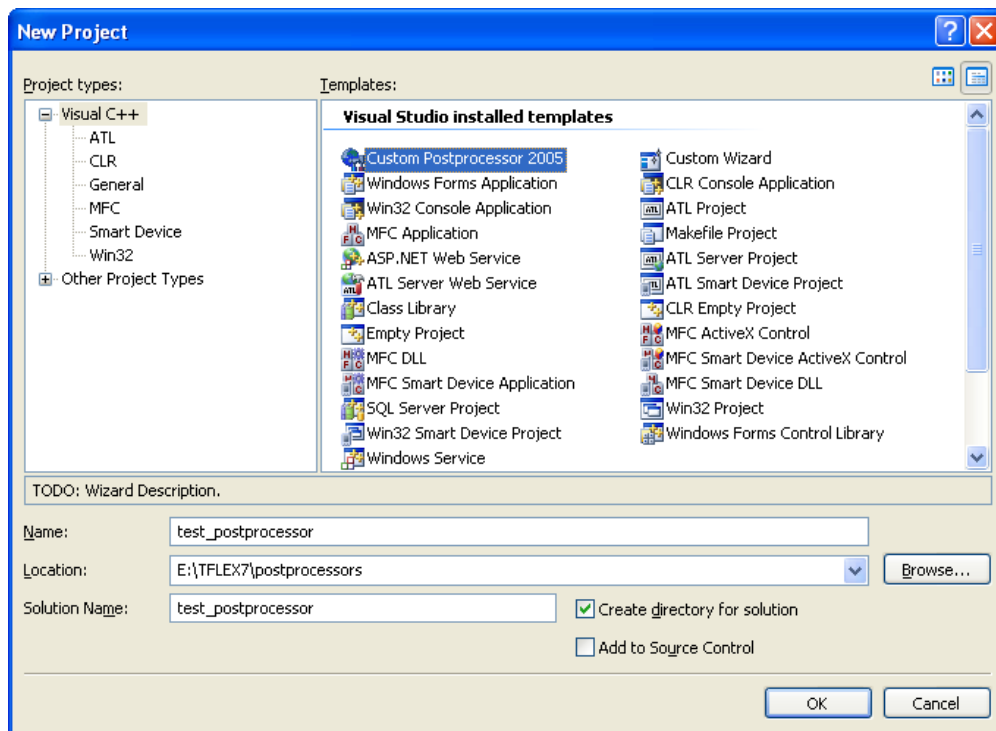 New Project
Project types:
Templates:
Visual C++
ATL
CLR
General
MFC
Smart Device
Win32
Other Project Types
Visual Studio installed templates
Custom Postprocessor 2005
Custom Wizard
Windows Forms Application
CLR Console Application
Win32 Console Application
ATL Project
MFC Application
Makefile Project
ASP.NET Web Service
ATL Server Project
ATL Server Web Service
ATL Smart Device Project
Class Library
CLR Empty Project
Empty Project
MFC ActiveX Control
MFC DLL
MFC Smart Device ActiveX Control
MFC Smart Device Application
MFC Smart Device DLL
SQL Server Project
Win32 Project
Win32 Smart Device Project
Windows Forms Control Library
Windows Service
TODO: Wizard Description.
Name:
test_postprocessor
Location:
E:\TFLEX7\postprocessors
Browse...
Solution Name:
test_postprocessor
Create directory for solution
Add to Source Control
OK
Cancel